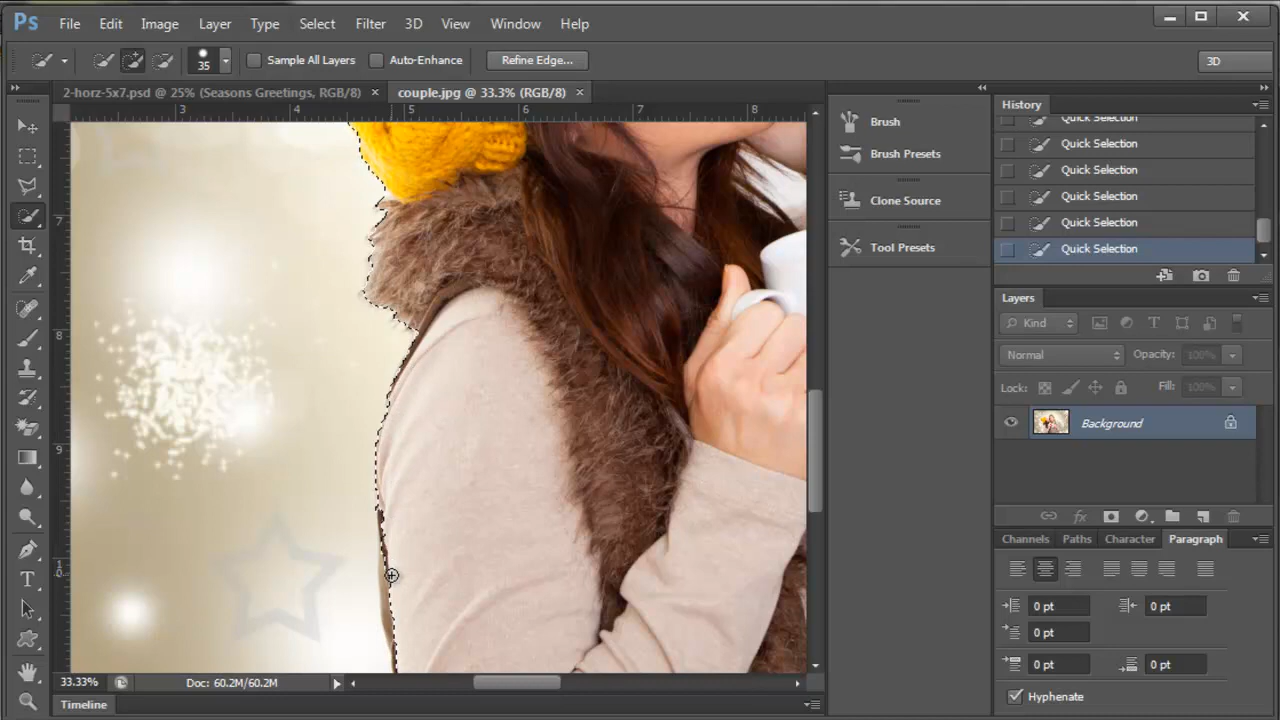 Ps File Edit Image Layer Type Select Filter 3D View Window Help
35 Sample All Layers Auto-Enhance Refine Edge... 3D
2-horz-5x7.psd @ 25% (Seasons Greetings, RGB/8) × couple.jpg @ 33.3% (RGB/8) ×
3 4 5 6 7 8
7
8
9
10
Brush
Brush Presets
Clone Source
Tool Presets
History
Quick Selection
Quick Selection
Quick Selection
Quick Selection
Quick Selection
Quick Selection
Layers
Kind
Normal Opacity: 100%
Lock: Fill: 100%
Background
Channels Paths Character Paragraph
0 pt 0 pt
0 pt
0 pt 0 pt
Hyphenate
33.33% Doc: 60.2M/60.2M
Timeline